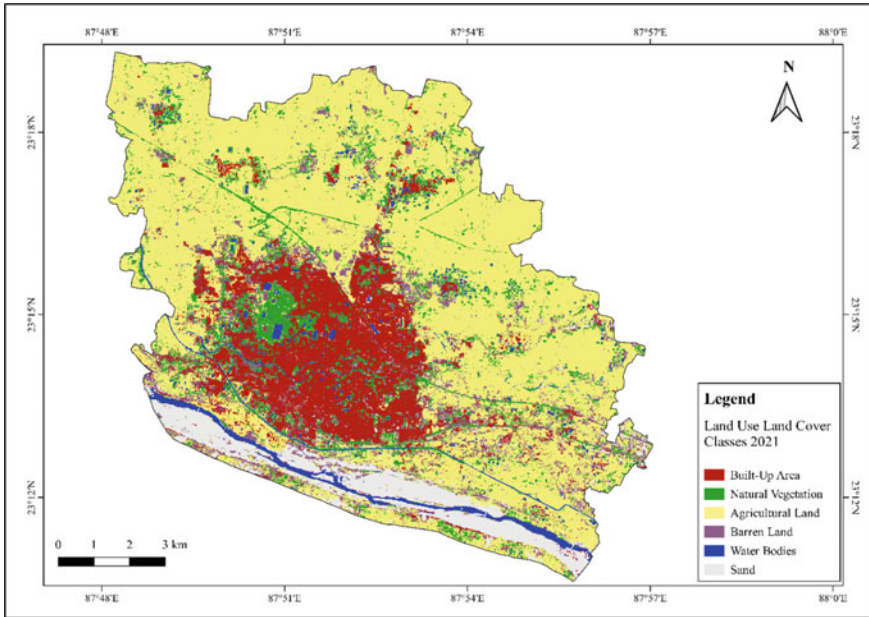 87°48'E 87°51'E 87°54'E 87°57'E 88°0'E
N
23°18'N 23°18'N
23°15'N 23°15'N
23°12'N 23°12'N
Legend
Land Use Land Cover
Classes 2021
Built-Up Area
Natural Vegetation
Agricultural Land
Barren Land
Water Bodies
Sand
0 1 2 3 km
87°48'E 87°51'E 87°54'E 87°57'E 88°0'E